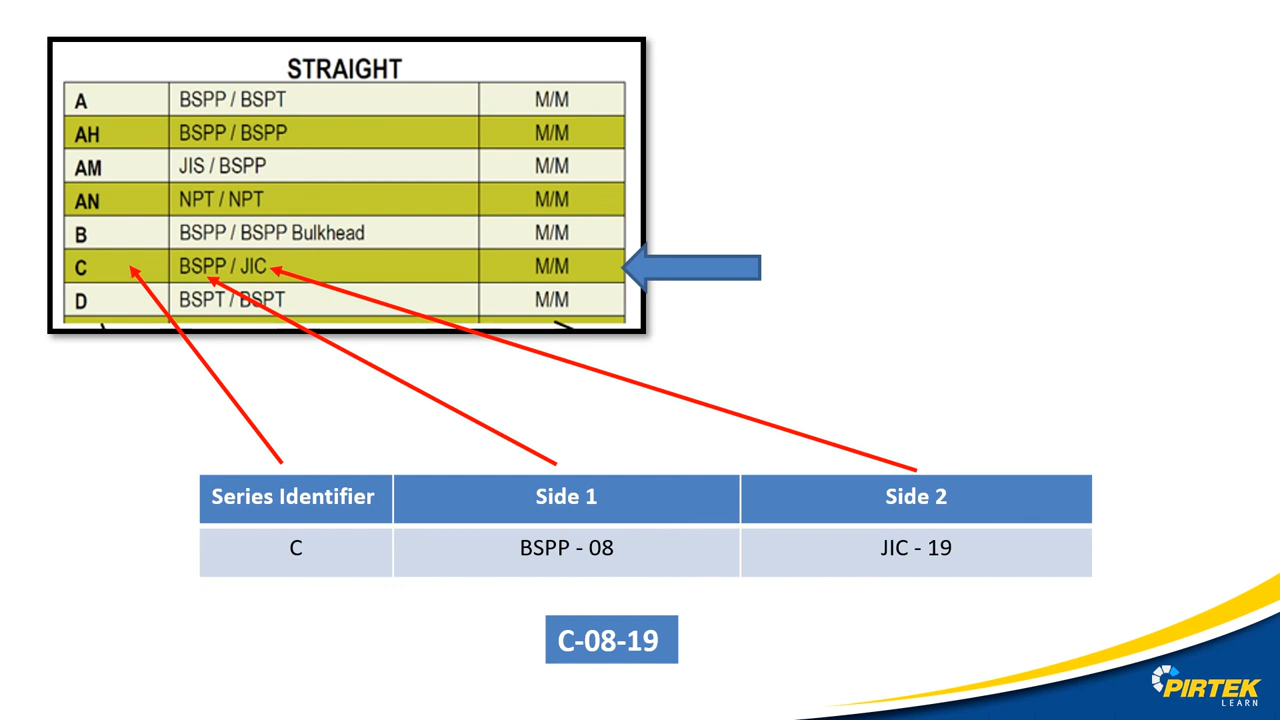 STRAIGHT
A BSPP / BSPT M/M
AH BSPP / BSPP M/M
AM JIS / BSPP M/M
AN NPT / NPT M/M
B BSPP / BSPP Bulkhead M/M
C BSPP / JIC M/M
D BSPT / BSPT M/M
Series Identifier Side 1 Side 2
C BSPP - 08 JIC - 19
C-08-19
PIRTEK
LEARN